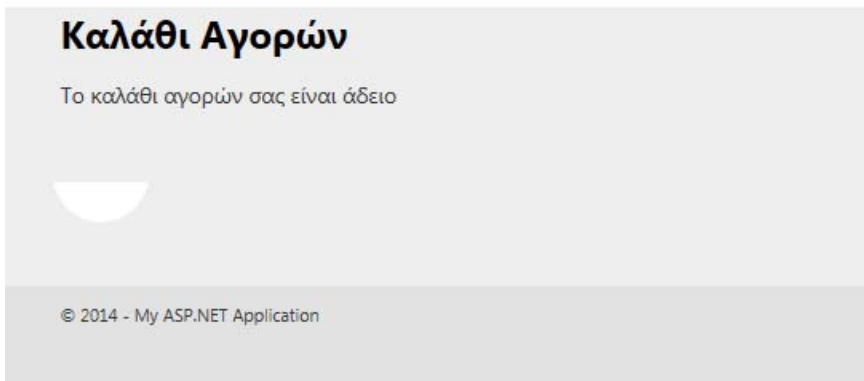 Καλάθι Αγορών
Το καλάθι αγορών σας είναι άδειο
© 2014 - My ASP.NET Application